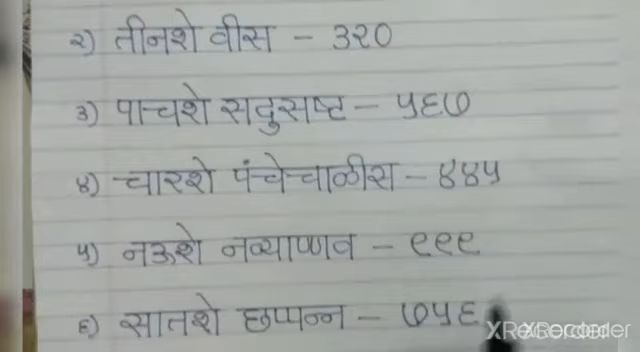 २) तीनशे वीस - ३२०
३) पाचशे सदुसष्ट - ५६७
४) चारशे पंचेचाळीस - ४४५
५) नऊशे नव्याण्णव - ९९९
६) सातशे छप्पन्न - ७५६
XRecorder